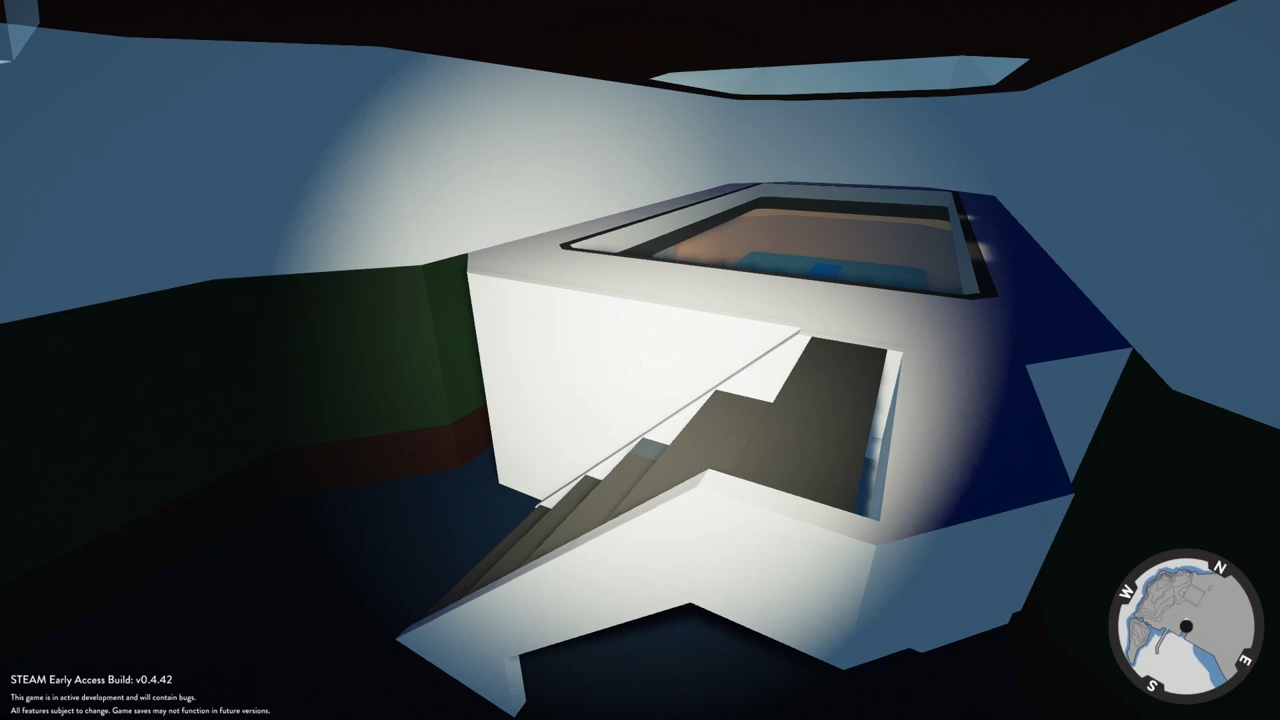 N
W
E
S
STEAM Early Access Build: v0.4.42
This game is in active development and will contain bugs.
All features subject to change. Game saves may not function in future versions.